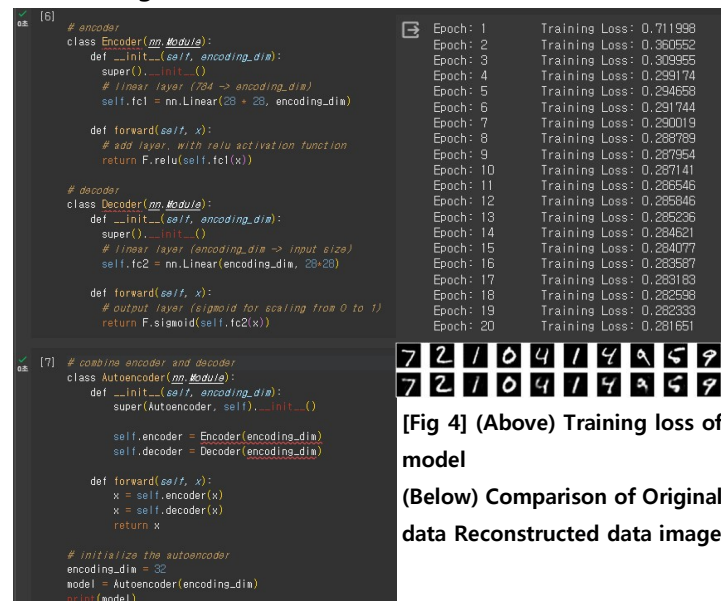 [6]
0초
# encoder
class Encoder(nn.Module):
def __init__(self, encoding_dim):
super().__init__()
# linear layer (784 -> encoding_dim)
self.fc1 = nn.Linear(28 * 28, encoding_dim)
def forward(self, x):
# add layer, with relu activation function
return F.relu(self.fc1(x))
# decoder
class Decoder(nn.Module):
def __init__(self, encoding_dim):
super().__init__()
# linear layer (encoding_dim -> input size)
self.fc2 = nn.Linear(encoding_dim, 28*28)
def forward(self, x):
# output layer (sigmoid for scaling from 0 to 1)
return F.sigmoid(self.fc2(x))
[7]
0초
# combine encoder and decoder
class Autoencoder(nn.Module):
def __init__(self, encoding_dim):
super(Autoencoder, self).__init__()
self.encoder = Encoder(encoding_dim)
self.decoder = Decoder(encoding_dim)
def forward(self, x):
x = self.encoder(x)
x = self.decoder(x)
return x
# initialize the autoencoder
encoding_dim = 32
model = Autoencoder(encoding_dim)
print(model)
Epoch: 1 Training Loss: 0.711998
Epoch: 2 Training Loss: 0.360552
Epoch: 3 Training Loss: 0.309955
Epoch: 4 Training Loss: 0.299174
Epoch: 5 Training Loss: 0.294658
Epoch: 6 Training Loss: 0.291744
Epoch: 7 Training Loss: 0.290019
Epoch: 8 Training Loss: 0.288789
Epoch: 9 Training Loss: 0.287954
Epoch: 10 Training Loss: 0.287141
Epoch: 11 Training Loss: 0.286546
Epoch: 12 Training Loss: 0.285846
Epoch: 13 Training Loss: 0.285236
Epoch: 14 Training Loss: 0.284621
Epoch: 15 Training Loss: 0.284077
Epoch: 16 Training Loss: 0.283587
Epoch: 17 Training Loss: 0.283183
Epoch: 18 Training Loss: 0.282598
Epoch: 19 Training Loss: 0.282333
Epoch: 20 Training Loss: 0.281651
7 2 1 0 4 1 4 9 5 9
7 2 1 0 4 1 4 9 5 9
[Fig 4] (Above) Training loss of
model
(Below) Comparison of Original
data Reconstructed data image